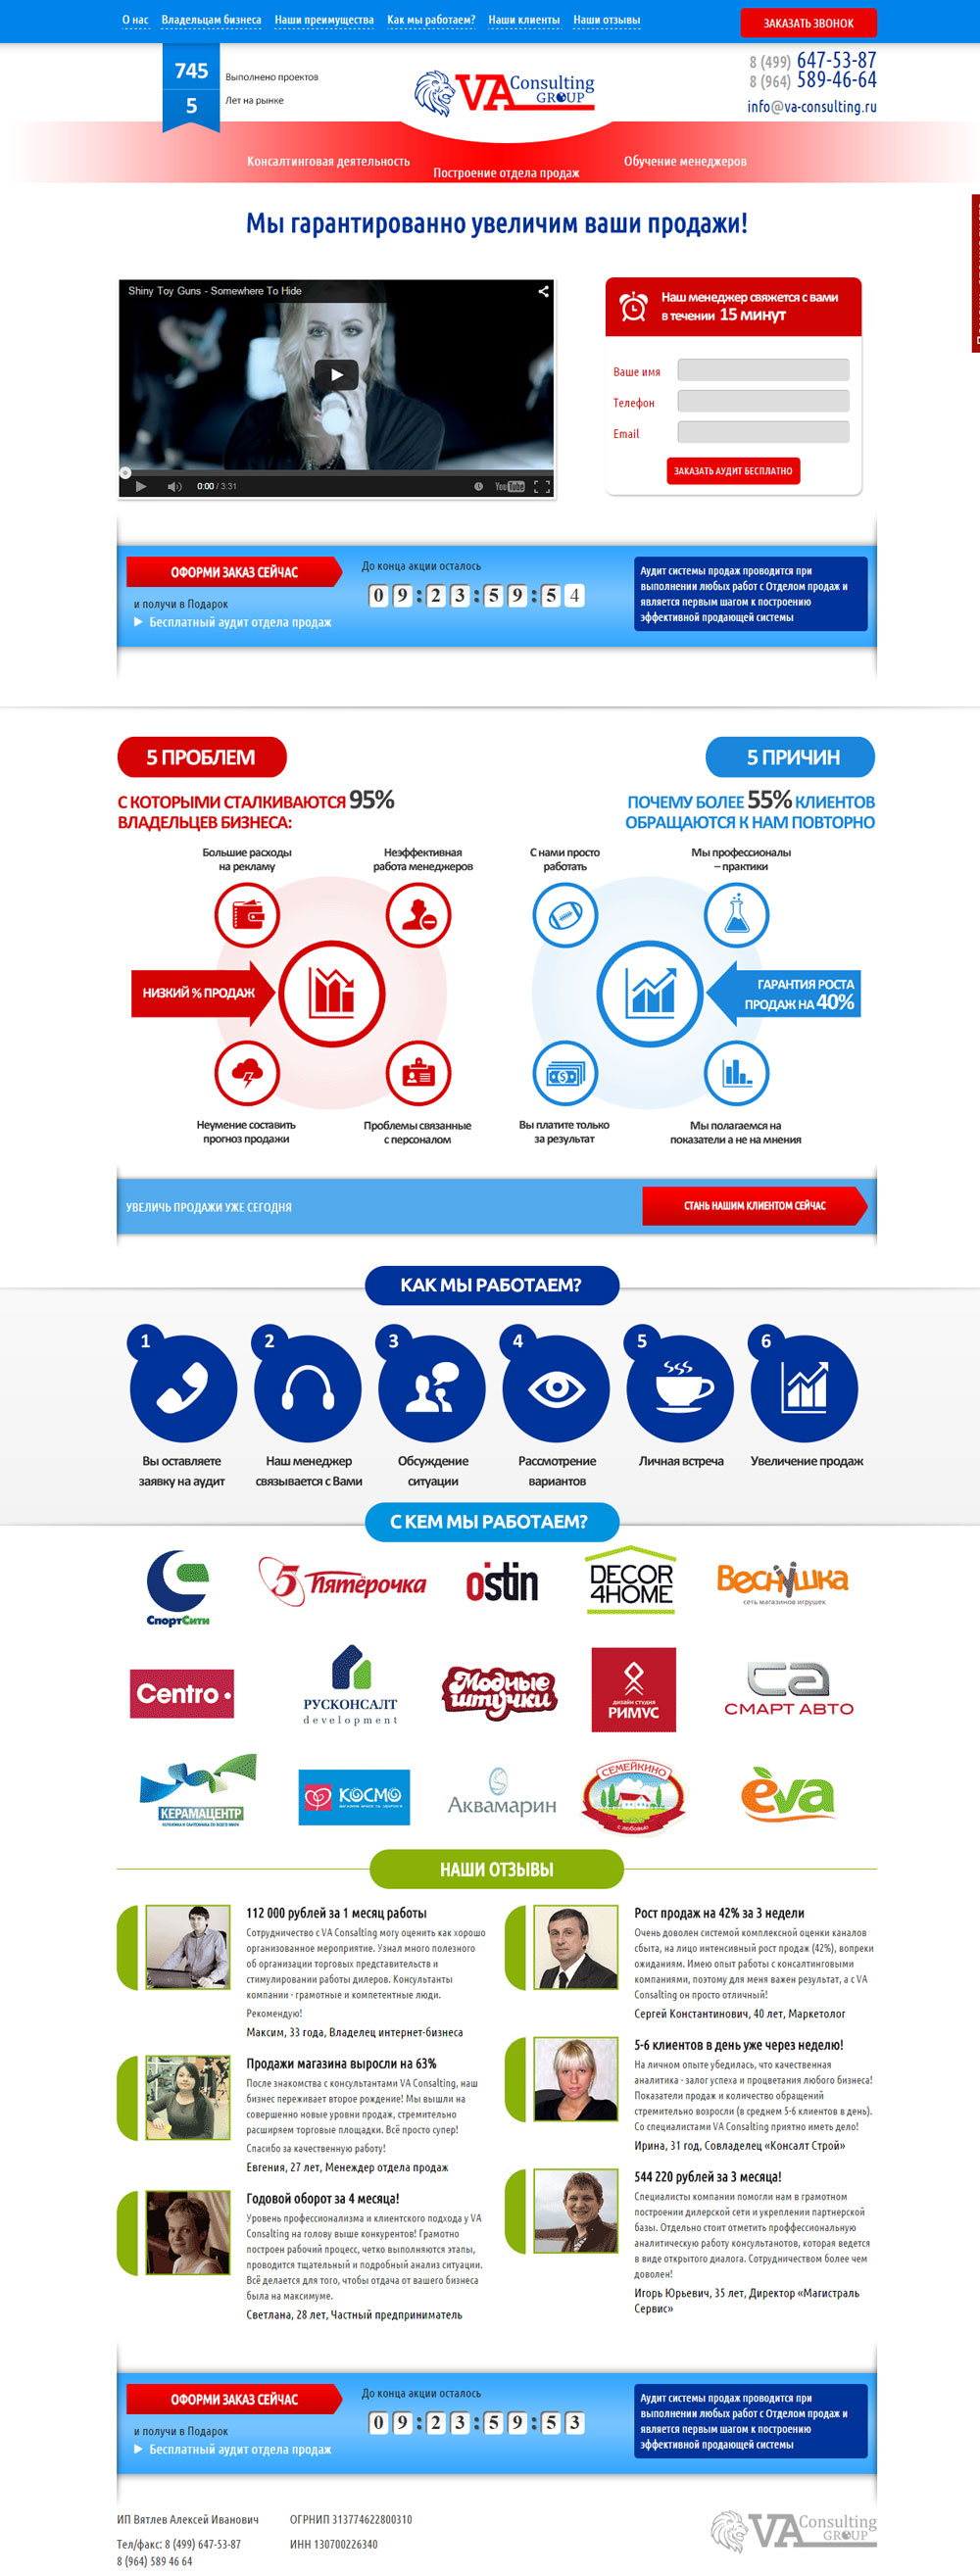 О нас Владельцам бизнеса Наши преимущества Как мы работаем? Наши клиенты Наши отзывы
ЗАКАЗАТЬ ЗВОНОК
745 Выполнено проектов
5 Лет на рынке
VA Consulting
GROUP
8 (499) 647-53-87
8 (964) 589-46-64
info@va-consulting.ru
Консалтинговая деятельность
Построение отдела продаж
Обучение менеджеров
Мы гарантированно увеличим ваши продажи!
Shiny Toy Guns - Somewhere To Hide
0:00 / 3:31
YouTube
Наш менеджер свяжется с вами
в течении 15 минут
Ваше имя
Телефон
Email
ЗАКАЗАТЬ АУДИТ БЕСПЛАТНО
ОФОРМИ ЗАКАЗ СЕЙЧАС
и получи в Подарок
Бесплатный аудит отдела продаж
До конца акции осталось
09:23:59:54
Аудит системы продаж проводится при
выполнении любых работ с Отделом продаж и
является первым шагом к построению
эффективной продающей системы
5 ПРОБЛЕМ
С КОТОРЫМИ СТАЛКИВАЮТСЯ 95%
ВЛАДЕЛЬЦЕВ БИЗНЕСА:
Большие расходы
на рекламу
Неэффективная
работа менеджеров
НИЗКИЙ % ПРОДАЖ
Неумение составить
прогноз продажи
Проблемы связанные
с персоналом
5 ПРИЧИН
ПОЧЕМУ БОЛЕЕ 55% КЛИЕНТОВ
ОБРАЩАЮТСЯ К НАМ ПОВТОРНО
С нами просто
работать
Мы профессионалы
– практики
ГАРАНТИЯ РОСТА
ПРОДАЖ НА 40%
Вы платите только
за результат
Мы полагаемся на
показатели а не на мнения
УВЕЛИЧЬ ПРОДАЖИ УЖЕ СЕГОДНЯ
СТАНЬ НАШИМ КЛИЕНТОМ СЕЙЧАС
КАК МЫ РАБОТАЕМ?
1 2 3 4 5 6
Вы оставляете
заявку на аудит
Наш менеджер
связывается с Вами
Обсуждение
ситуации
Рассмотрение
вариантов
Личная встреча
Увеличение продаж
С КЕМ МЫ РАБОТАЕМ?
СпортСити
5 Пятёрочка
o'stin
DECOR
4HOME
Веснушка
сеть магазинов игрушек
Centro
РУСКОНСАЛТ
development
Модные
штучки
дизайн студия
РИМУС
СМАРТ АВТО
КЕРАМАЦЕНТР
КОСМО
Аквамарин
СЕМЕЙКИНО
с любовью
eva
НАШИ ОТЗЫВЫ
112 000 рублей за 1 месяц работы
Сотрудничество с VA Consalting могу оценить как хорошо
организованное мероприятие. Узнал много полезного
об организации торговых представительств и
стимулировании работы дилеров. Консультанты
компании - грамотные и компетентные люди.
Рекомендую!
Максим, 33 года, Владелец интернет-бизнеса
Продажи магазина выросли на 63%
После знакомства с консультантами VA Consalting, наш
бизнес переживает второе рождение! Мы вышли на
совершенно новые уровни продаж, стремительно
расширяем торговые площадки. Всё просто супер!
Спасибо за качественную работу!
Евгения, 27 лет, Менеждер отдела продаж
Годовой оборот за 4 месяца!
Уровень профессионализма и клиентского подхода у VA
Consalting на голову выше конкурентов! Грамотно
построен рабочий процесс, четко выполняются этапы,
проводится тщательный и подробный анализ ситуации.
Всё делается для того, чтобы отдача от вашего бизнеса
была на максимуме.
Светлана, 28 лет, Частный предприниматель
Рост продаж на 42% за 3 недели
Очень доволен системой комплексной оценки каналов
сбыта, на лицо интенсивный рост продаж (42%), вопреки
ожиданиям. Имею опыт работы с консалтинговыми
компаниями, поэтому для меня важен результат, а с VA
Consalting он просто отличный!
Сергей Константинович, 40 лет, Маркетолог
5-6 клиентов в день уже через неделю!
На личном опыте убедилась, что качественная
аналитика - залог успеха и процветания любого бизнеса!
Показатели продаж и количество обращений
стремительно возросли (в среднем 5-6 клиентов в день).
Со специалистами VA Consalting приятно иметь дело!
Ирина, 31 год, Совладелец «Консалт Строй»
544 220 рублей за 3 месяца!
Специалисты компании помогли нам в грамотном
построении дилерской сети и укреплении партнерской
базы. Отдельно стоит отметить проффессиональную
аналитическую работу консультанотов, которая ведется
в виде открытого диалога. Сотрудничеством более чем
доволен!
Игорь Юрьевич, 35 лет, Директор «Магистраль
Сервис»
ОФОРМИ ЗАКАЗ СЕЙЧАС
и получи в Подарок
Бесплатный аудит отдела продаж
До конца акции осталось
09:23:59:53
Аудит системы продаж проводится при
выполнении любых работ с Отделом продаж и
является первым шагом к построению
эффективной продающей системы
ИП Вятлев Алексей Иванович
ОГРНИП 313774622800310
Тел/факс: 8 (499) 647-53-87
ИНН 130700226340
8 (964) 589 46 64
VA Consulting
GROUP